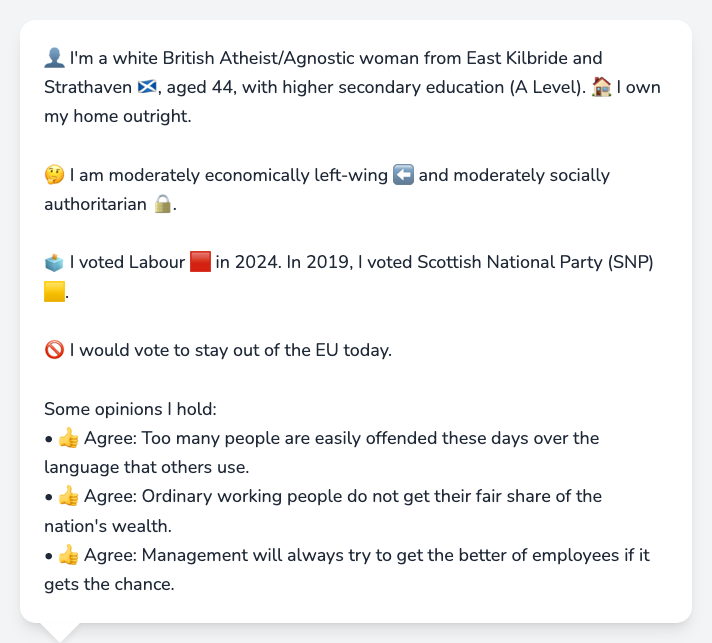 👤 I'm a white British Atheist/Agnostic woman from East Kilbride and
Strathaven 🏴󠁧󠁢󠁳󠁣󠁴󠁿, aged 44, with higher secondary education (A Level). 🏠 I own
my home outright.
🤔 I am moderately economically left-wing ⬅️ and moderately socially
authoritarian 🔒.
🗳️ I voted Labour 🟥 in 2024. In 2019, I voted Scottish National Party (SNP)
🟨.
🚫 I would vote to stay out of the EU today.
Some opinions I hold:
• 👍 Agree: Too many people are easily offended these days over the
language that others use.
• 👍 Agree: Ordinary working people do not get their fair share of the
nation's wealth.
• 👍 Agree: Management will always try to get the better of employees if it
gets the chance.